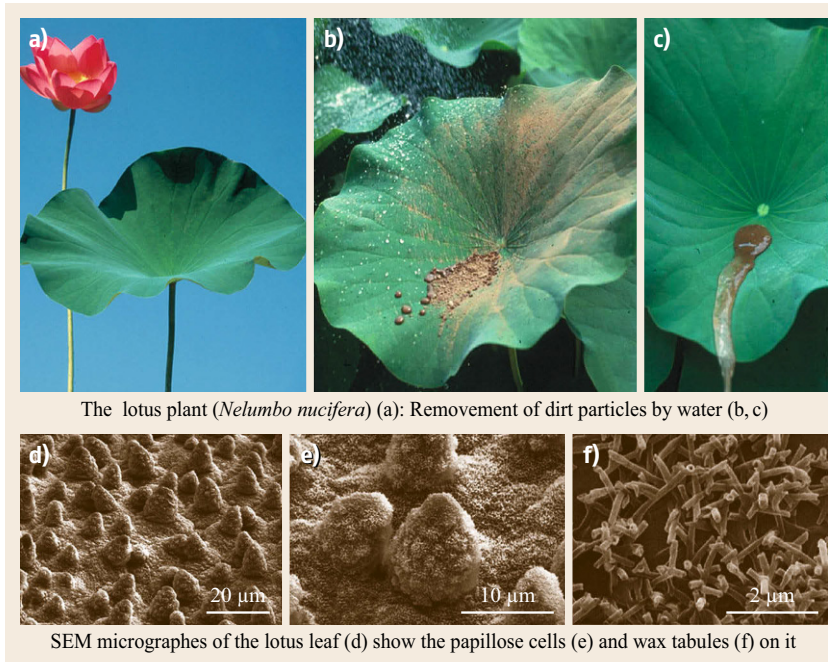 a)
b)
c)
The lotus plant (Nelumbo nucifera) (a): Removement of dirt particles by water (b, c)
d)
20 µm
e)
10 µm
f)
2 µm
SEM micrographes of the lotus leaf (d) show the papillose cells (e) and wax tabules (f) on it